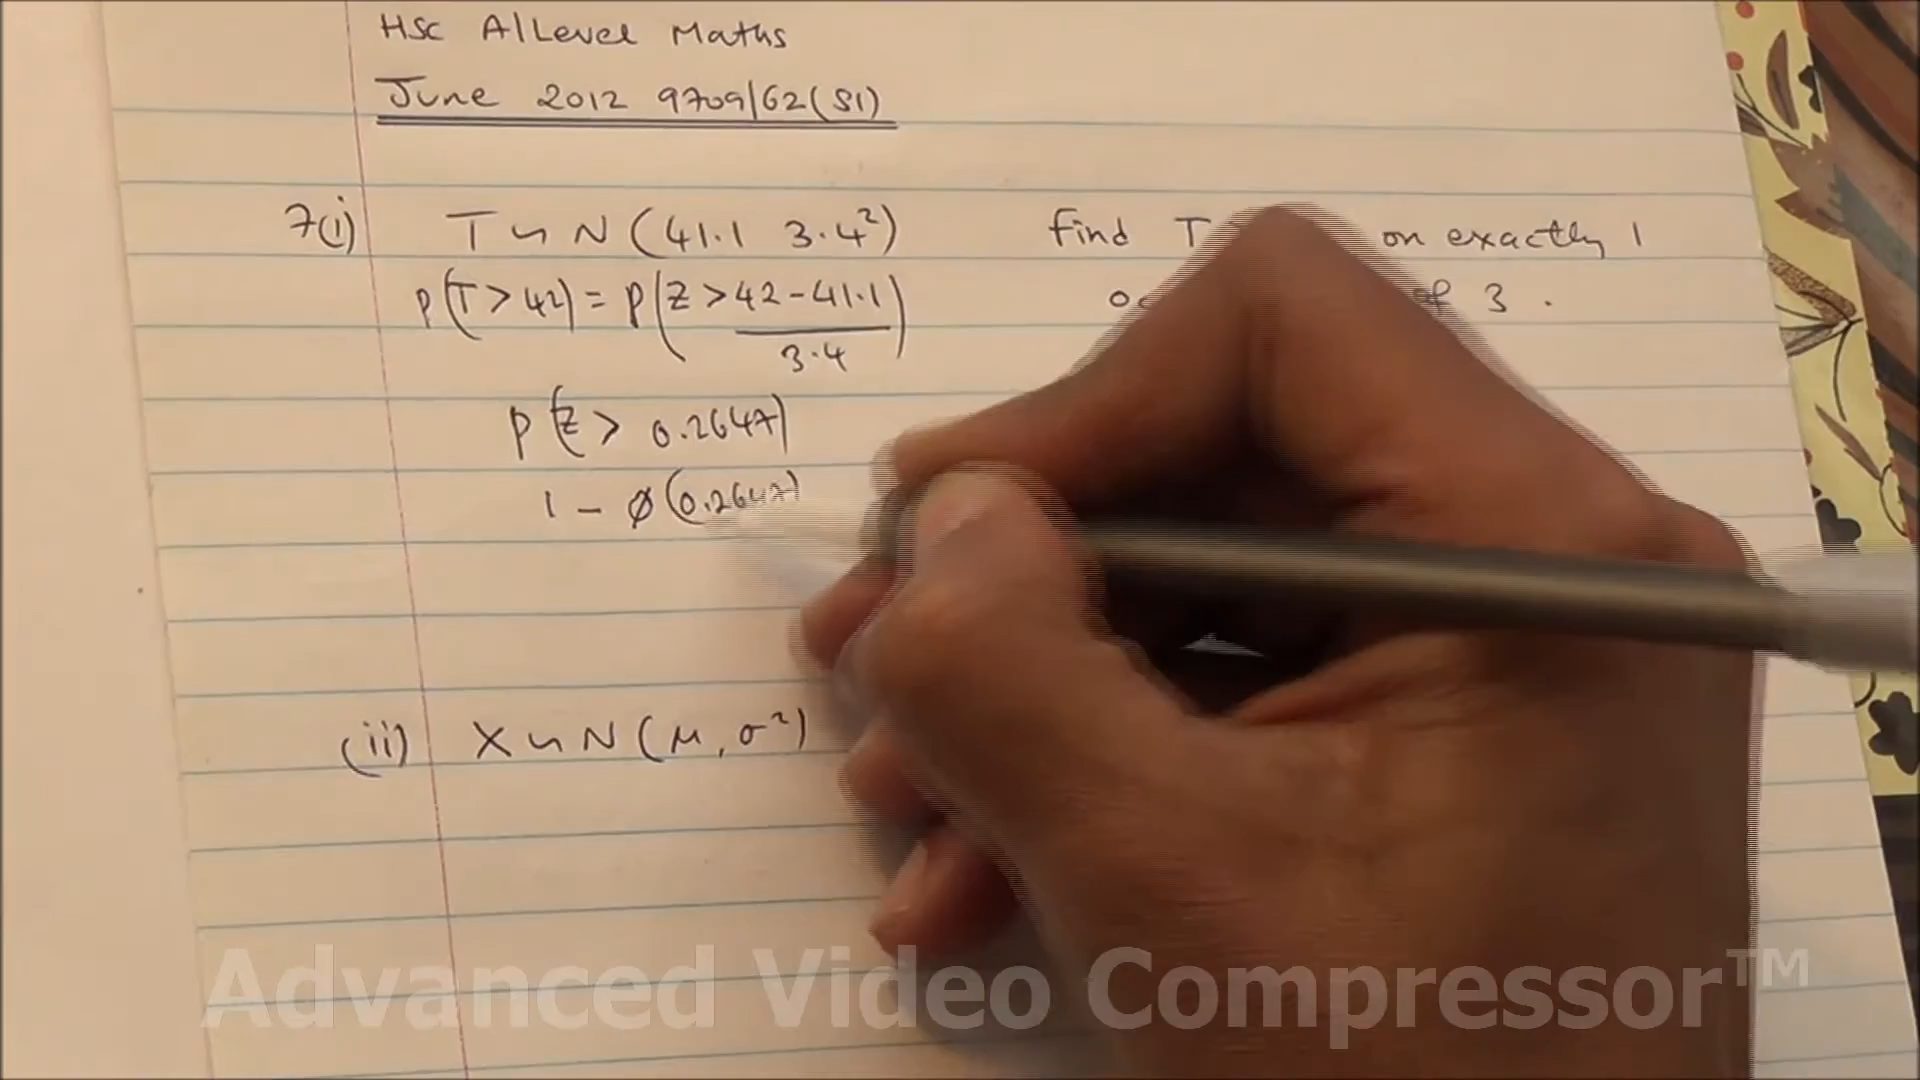 HSC A/Level Maths
June 2012 9709/62(S1)
7(i) T ~ N (41.1 3.4²)
find T on exactly 1
P(T > 42) = P(Z > 42 - 41.1
of 3.
3.4)
P(Z > 0.2647)
1 - Ø(0.2647)
(ii) X ~ N (μ, σ²)
Advanced Video Compressor™